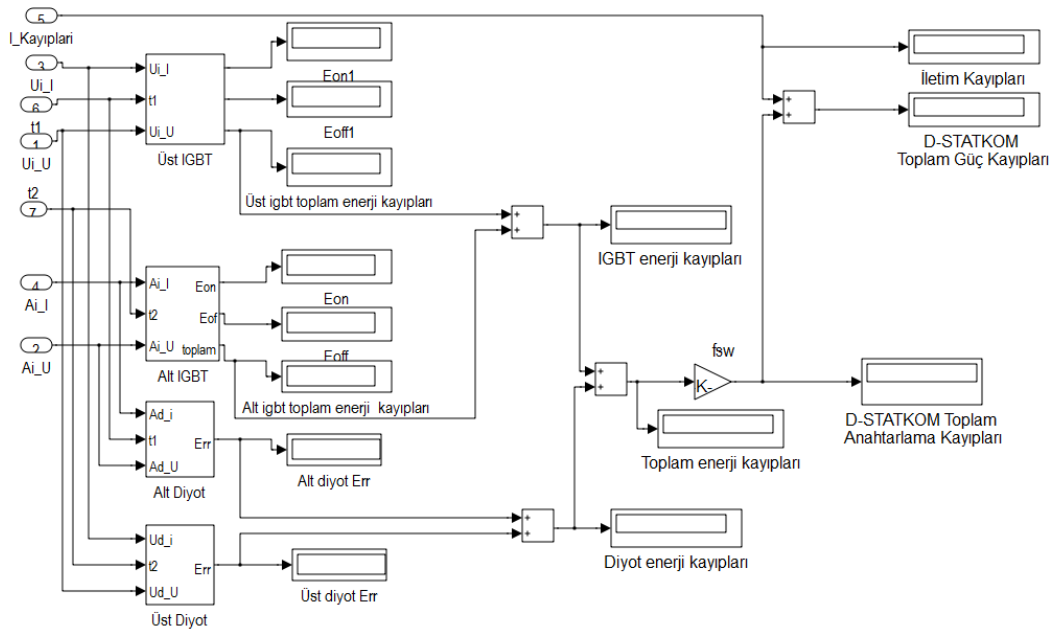 5
I_Kayıplari
3
Ui_I
6
t1
1
Ui_U
t2
7
4
Ai_I
2
Ai_U
Ui_I
t1
Ui_U
Üst IGBT
Eon1
Eoff1
Üst igbt toplam enerji kayıpları
Ai_I
t2
Ai_U
Eon
Eof
toplam
Alt IGBT
Eon
Eoff
Alt igbt toplam enerji kayıpları
Ad_i
t1
Ad_U
Err
Alt Diyot
Alt diyot Err
Ud_i
t2
Ud_U
Err
Üst Diyot
Üst diyot Err
+
+
IGBT enerji kayıpları
+
+
Diyot enerji kayıpları
+
+
Toplam enerji kayıpları
fsw
K-
+
+
İletim Kayıpları
D-STATKOM
Toplam Güç Kayıpları
D-STATKOM Toplam
Anahtarlama Kayıpları